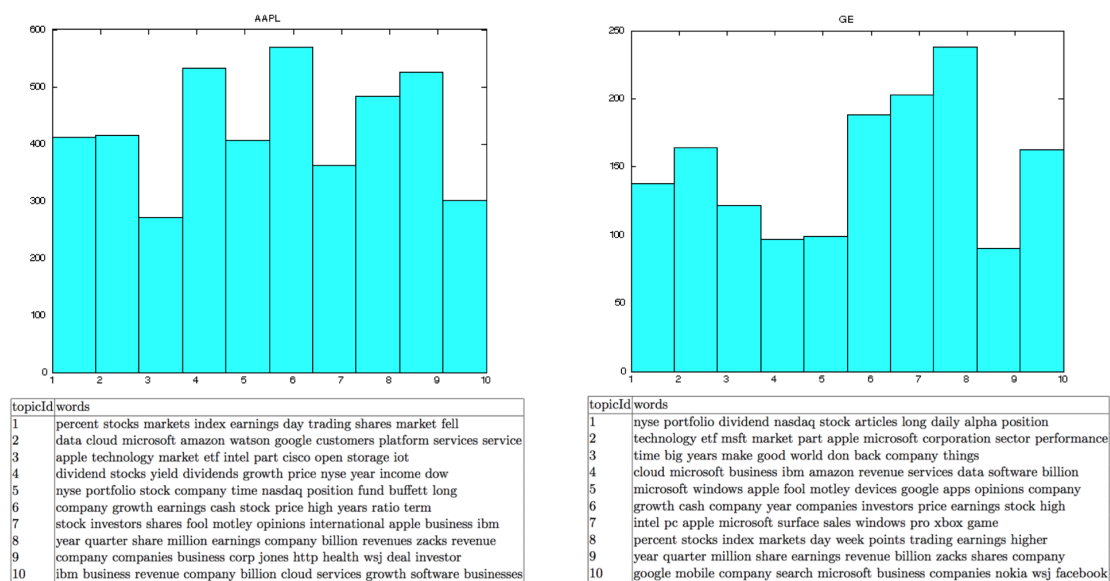 AAPL
600
500
400
300
200
100
0
1 2 3 4 5 6 7 8 9 10
topicId words
1 percent stocks markets index earnings day trading shares market fell
2 data cloud microsoft amazon watson google customers platform services service
3 apple technology market etf intel part cisco open storage iot
4 dividend stocks yield dividends growth price nyse year income dow
5 nyse portfolio stock company time nasdaq position fund buffett long
6 company growth earnings cash stock price high years ratio term
7 stock investors shares fool motley opinions international apple business ibm
8 year quarter share million earnings company billion revenues zacks revenue
9 company companies business corp jones http health wsj deal investor
10 ibm business revenue company billion cloud services growth software businesses
GE
250
200
150
100
50
0
1 2 3 4 5 6 7 8 9 10
topicId words
1 nyse portfolio dividend nasdaq stock articles long daily alpha position
2 technology etf msft market part apple microsoft corporation sector performance
3 time big years make good world don back company things
4 cloud microsoft business ibm amazon revenue services data software billion
5 microsoft windows apple fool motley devices google apps opinions company
6 growth cash company year companies investors price earnings stock high
7 intel pc apple microsoft surface sales windows pro xbox game
8 percent stocks index markets day week points trading earnings higher
9 year quarter million share earnings revenue billion zacks shares company
10 google mobile company search microsoft business companies nokia wsj facebook